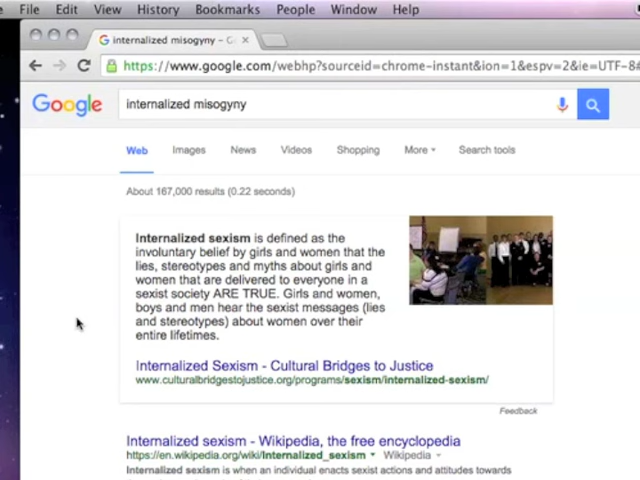 File Edit View History Bookmarks People Window Help
internalized misogyny - G
https://www.google.com/webhp?sourceid=chrome-instant&ion=1&espv=2&ie=UTF-8#
Google internalized misogyny
Web Images News Videos Shopping More Search tools
About 167,000 results (0.22 seconds)
Internalized sexism is defined as the
involuntary belief by girls and women that the
lies, stereotypes and myths about girls and
women that are delivered to everyone in a
sexist society ARE TRUE. Girls and women,
boys and men hear the sexist messages (lies
and stereotypes) about women over their
entire lifetimes.
Internalized Sexism - Cultural Bridges to Justice
www.culturalbridgestojustice.org/programs/sexism/internalized-sexism/
Feedback
Internalized sexism - Wikipedia, the free encyclopedia
https://en.wikipedia.org/wiki/Internalized_sexism Wikipedia
Internalized sexism is when an individual enacts sexist actions and attitudes towards